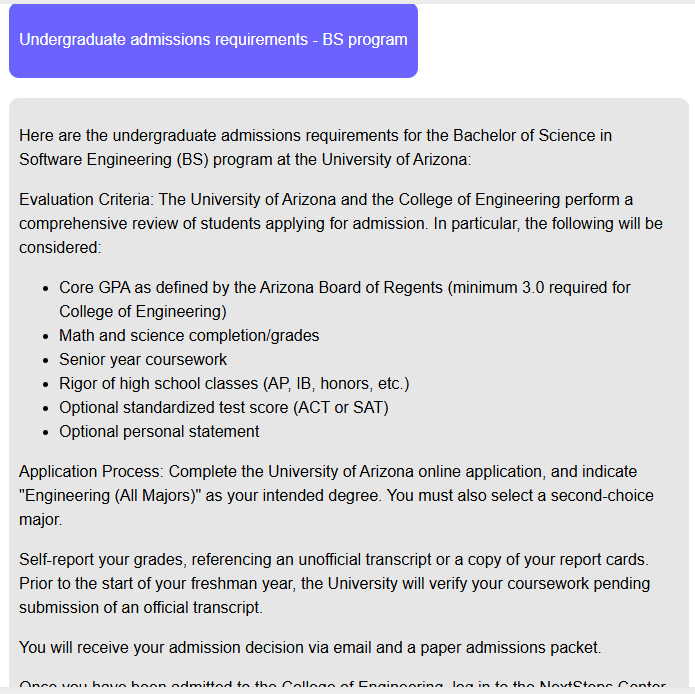 Undergraduate admissions requirements - BS program
Here are the undergraduate admissions requirements for the Bachelor of Science in
Software Engineering (BS) program at the University of Arizona:
Evaluation Criteria: The University of Arizona and the College of Engineering perform a
comprehensive review of students applying for admission. In particular, the following will be
considered:
• Core GPA as defined by the Arizona Board of Regents (minimum 3.0 required for
College of Engineering)
• Math and science completion/grades
• Senior year coursework
• Rigor of high school classes (AP, IB, honors, etc.)
• Optional standardized test score (ACT or SAT)
• Optional personal statement
Application Process: Complete the University of Arizona online application, and indicate
"Engineering (All Majors)" as your intended degree. You must also select a second-choice
major.
Self-report your grades, referencing an unofficial transcript or a copy of your report cards.
Prior to the start of your freshman year, the University will verify your coursework pending
submission of an official transcript.
You will receive your admission decision via email and a paper admissions packet.
Once you have been admitted to the College of Engineering, log in to the NextSteps Center